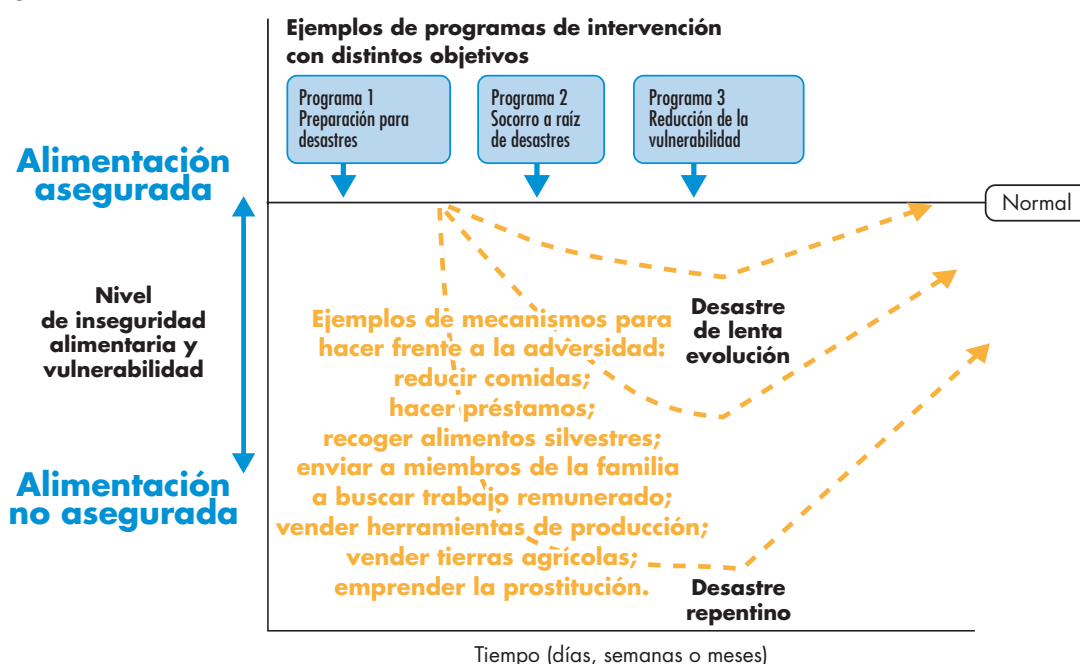 Ejemplos de programas de intervención
con distintos objetivos
Programa 1
Preparación para
desastres
Programa 2
Socorro a raíz
de desastres
Programa 3
Reducción de la
vulnerabilidad
Alimentación
asegurada
Normal
Nivel
de inseguridad
alimentaria y
vulnerabilidad
Ejemplos de mecanismos para
hacer frente a la adversidad:
reducir comidas;
hacer préstamos;
recoger alimentos silvestres;
enviar a miembros de la familia
a buscar trabajo remunerado;
vender herramientas de producción;
vender tierras agrícolas;
emprender la prostitución.
Desastre
de lenta
evolución
Alimentación
no asegurada
Desastre
repentino
Tiempo (días, semanas o meses)